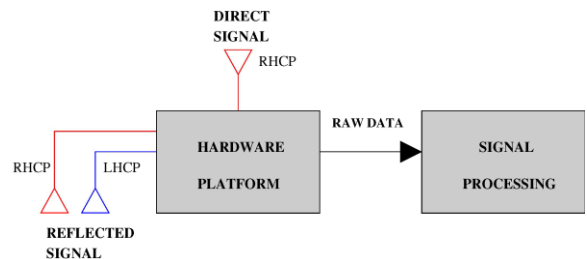 DIRECT
SIGNAL
RHCP
RAW DATA
HARDWARE
PLATFORM
SIGNAL
PROCESSING
RHCP
LHCP
REFLECTED
SIGNAL